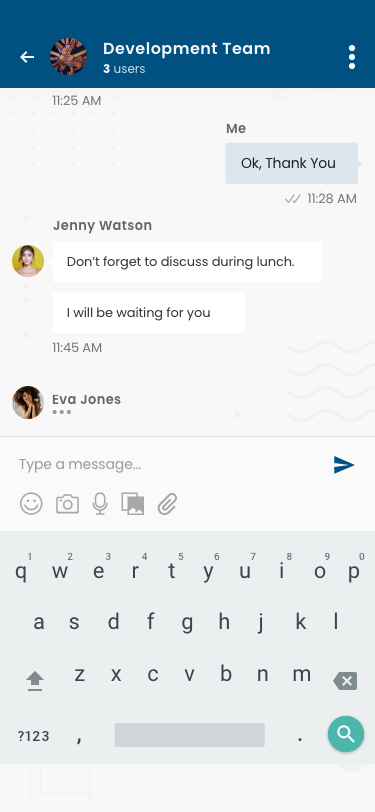 Development Team
3 users
11:25 AM
Me
Ok, Thank You
11:28 AM
Jenny Watson
Don't forget to discuss during lunch.
I will be waiting for you
11:45 AM
Eva Jones
Type a message...
1 2 3 4 5 6 7 8 9 0
q w e r t y u i o p
a s d f g h j k l
z x c v b n m
?123 , .